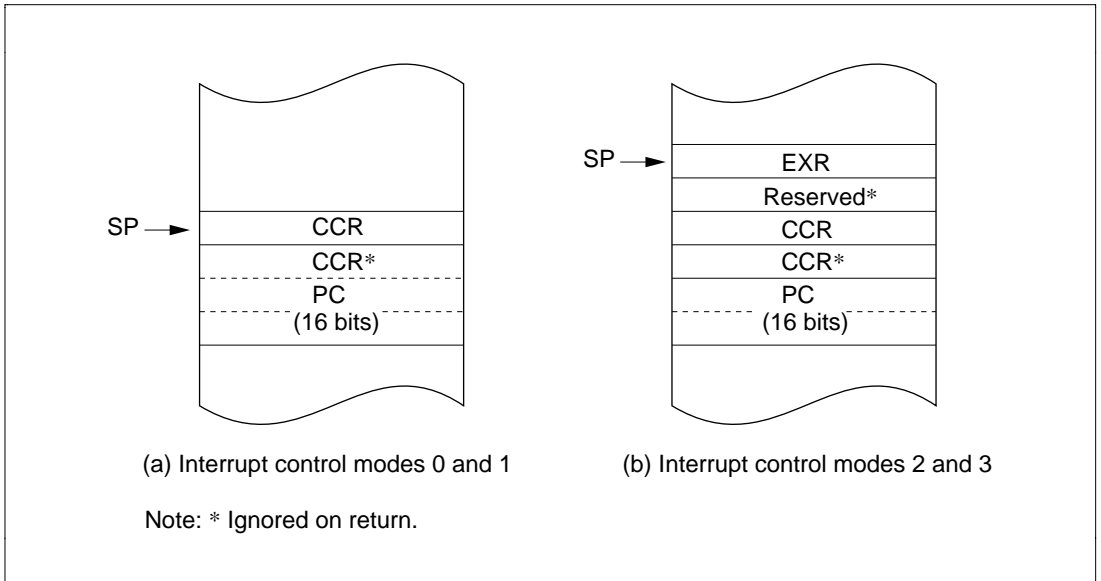 SP
CCR
CCR*
PC
(16 bits)
(a) Interrupt control modes 0 and 1
SP
EXR
Reserved*
CCR
CCR*
PC
(16 bits)
(b) Interrupt control modes 2 and 3
Note: * Ignored on return.